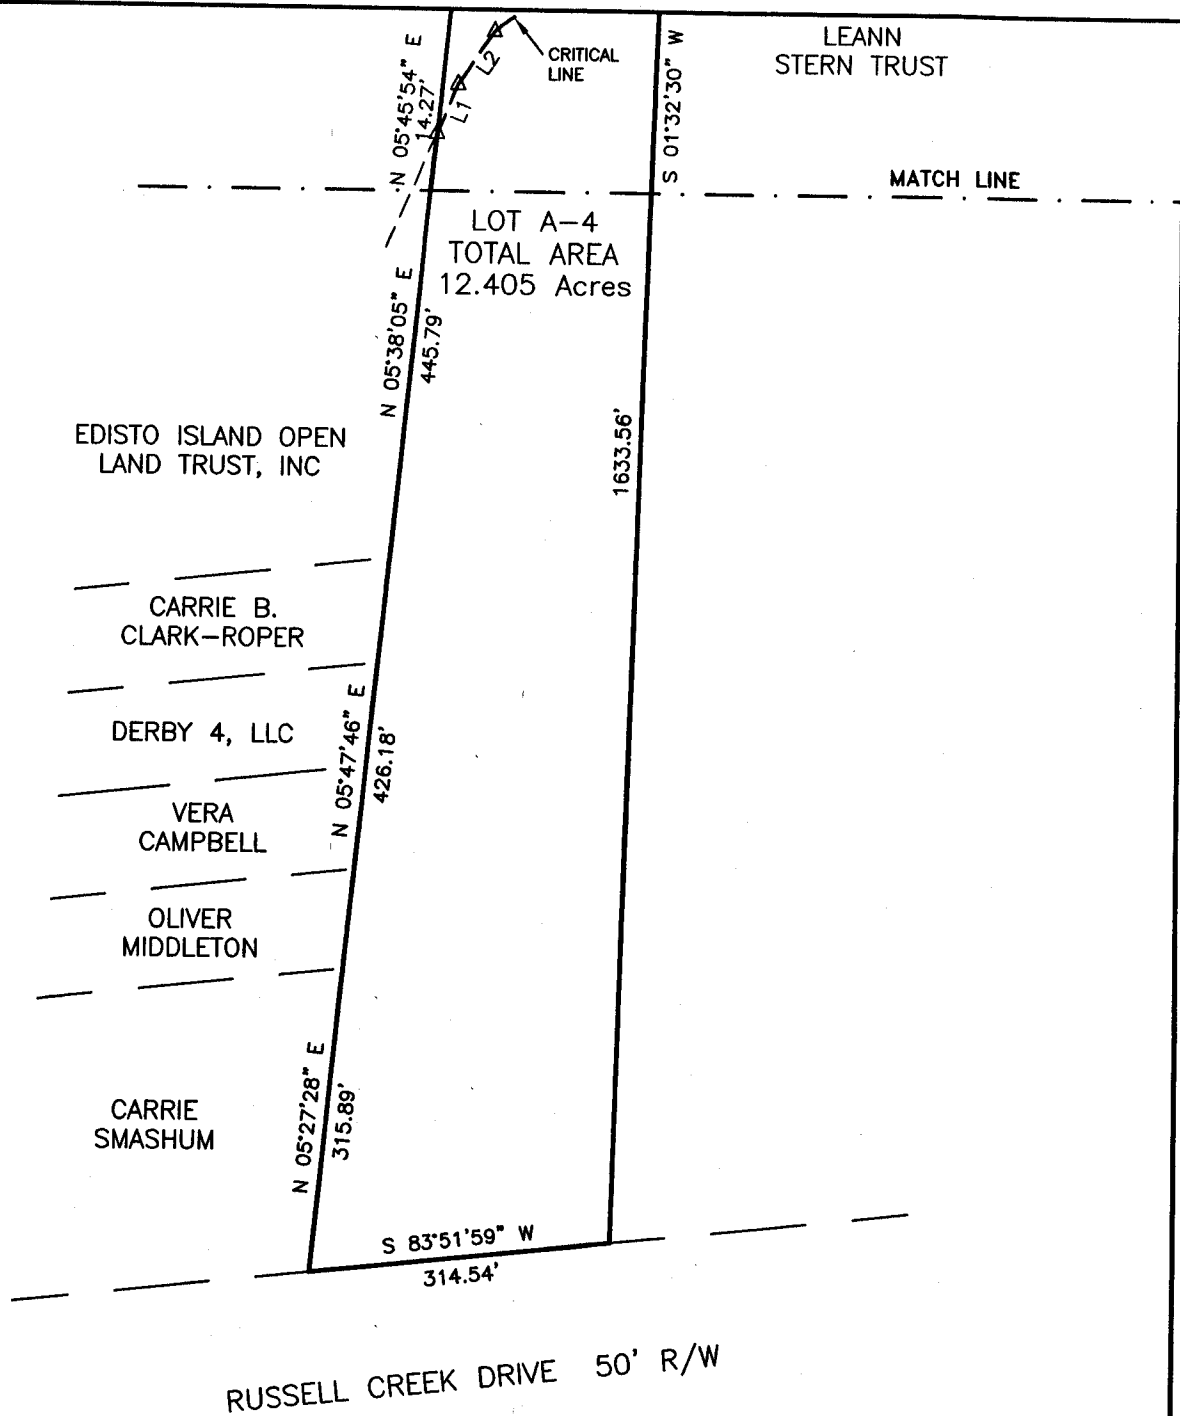 LEANN
STERN TRUST
CRITICAL
LINE
L2
L1
N 05°45'54" E
14.27'
S 01°32'30" W
MATCH LINE
LOT A-4
TOTAL AREA
12.405 Acres
N 05°38'05" E
445.79'
1633.56'
EDISTO ISLAND OPEN
LAND TRUST, INC
CARRIE B.
CLARK-ROPER
DERBY 4, LLC
N 05°47'46" E
426.18'
VERA
CAMPBELL
OLIVER
MIDDLETON
CARRIE
SMASHUM
N 05°27'28" E
315.89'
S 83°51'59" W
314.54'
RUSSELL CREEK DRIVE 50' R/W